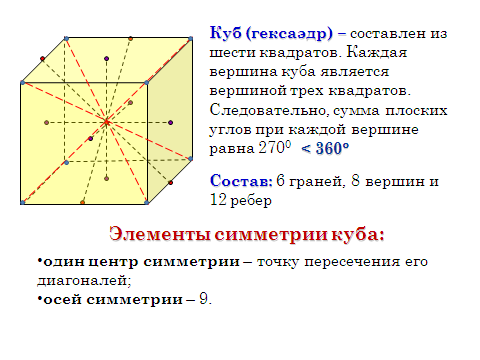 Куб (гексаэдр) – составлен из
шести квадратов. Каждая
вершина куба является
вершиной трех квадратов.
Следовательно, сумма плоских
углов при каждой вершине
равна 270⁰ < 360°
Состав: 6 граней, 8 вершин и
12 ребер
Элементы симметрии куба:
•один центр симметрии – точку пересечения его
диагоналей;
•осей симметрии – 9.